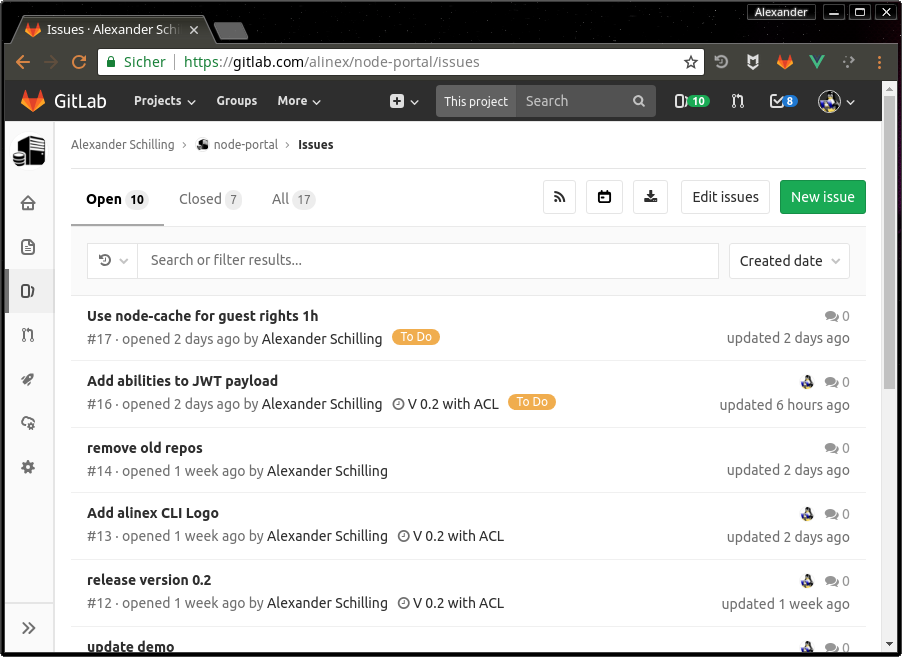 Alexander
Issues · Alexander Schi
Sicher https://gitlab.com/alinex/node-portal/issues
GitLab Projects Groups More This project Search 10 8
Alexander Schilling › node-portal › Issues
Open 10 Closed 7 All 17 Edit issues New issue
Search or filter results... Created date
Use node-cache for guest rights 1h 0
#17 · opened 2 days ago by Alexander Schilling To Do updated 2 days ago
Add abilities to JWT payload 0
#16 · opened 2 days ago by Alexander Schilling V 0.2 with ACL To Do updated 6 hours ago
remove old repos 0
#14 · opened 1 week ago by Alexander Schilling updated 2 days ago
Add alinex CLI Logo 0
#13 · opened 1 week ago by Alexander Schilling V 0.2 with ACL updated 2 days ago
release version 0.2 0
#12 · opened 1 week ago by Alexander Schilling V 0.2 with ACL updated 1 week ago
update demo 0